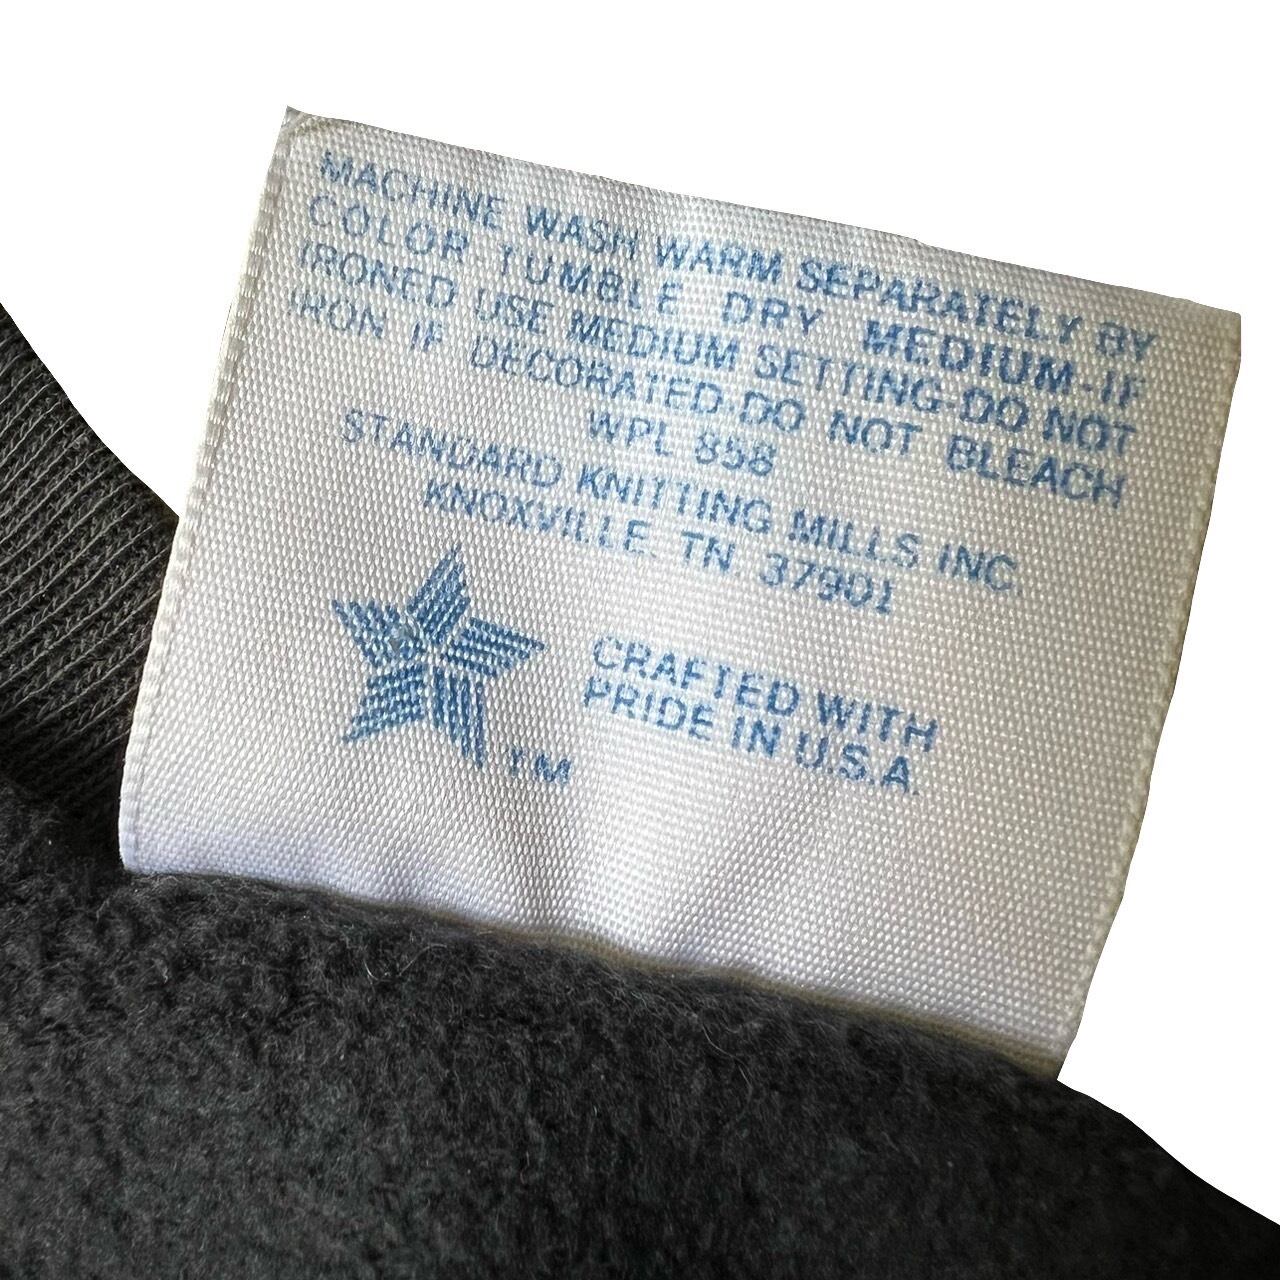 MACHINE WASH WARM SEPARATELY BY
COLOR-TUMBLE DRY MEDIUM-IF
IRONED USE MEDIUM SETTING-DO NOT
IRON IF DECORATED-DO NOT BLEACH
WPL 858
STANDARD KNITTING MILLS INC.
KNOXVILLE, TN 37901
CRAFTED WITH
PRIDE IN U.S.A.
TM